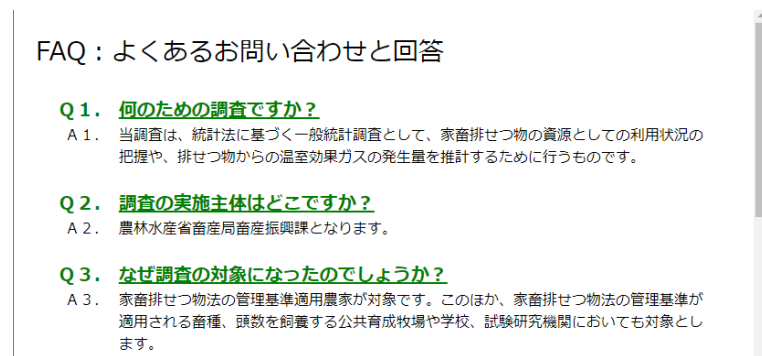 FAQ：よくあるお問い合わせと回答
Ｑ１． 何のための調査ですか？
Ａ１． 当調査は、統計法に基づく一般統計調査として、家畜排せつ物の資源としての利用状況の
把握や、排せつ物からの温室効果ガスの発生量を推計するために行うものです。
Ｑ２． 調査の実施主体はどこですか？
Ａ２． 農林水産省畜産局畜産振興課となります。
Ｑ３． なぜ調査の対象になったのでしょうか？
Ａ３． 家畜排せつ物法の管理基準適用農家が対象です。このほか、家畜排せつ物法の管理基準が
適用される畜種、頭数を飼養する公共育成牧場や学校、試験研究機関においても対象とし
ます。